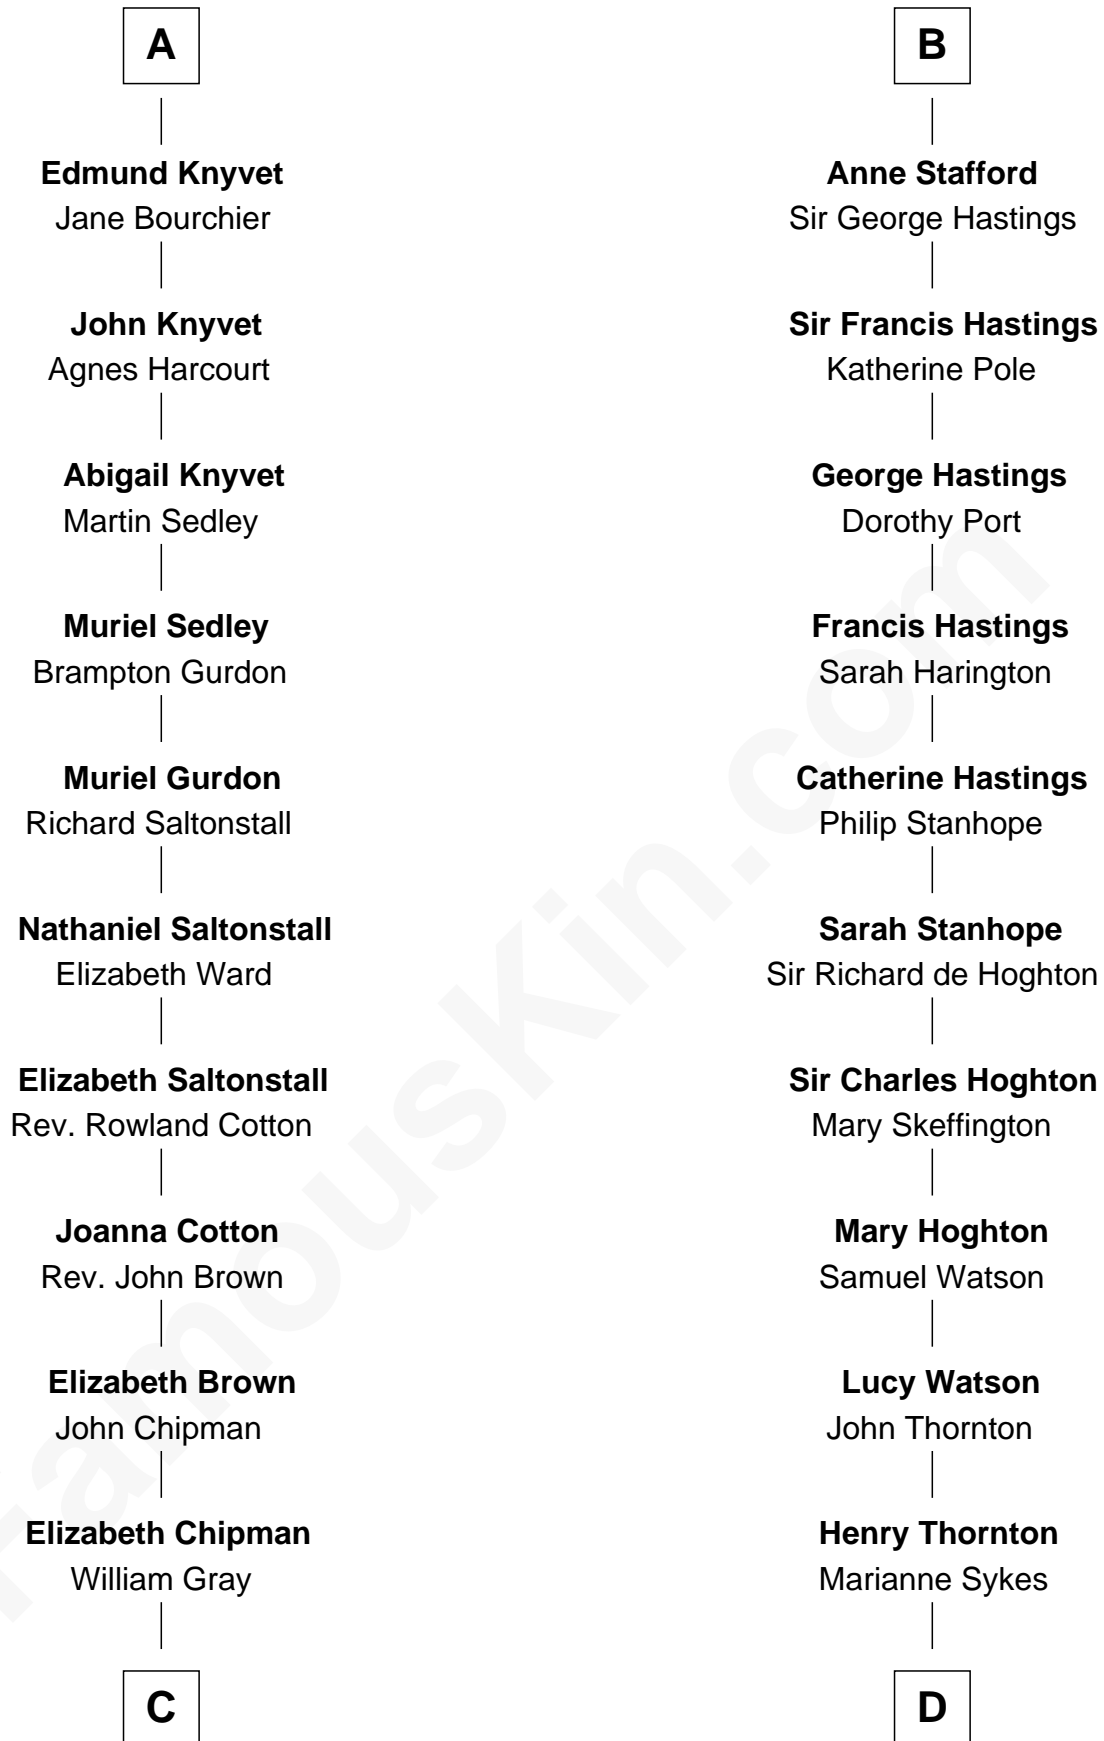 A
Edmund Knyvet
Jane Bourchier
John Knyvet
Agnes Harcourt
Abigail Knyvet
Martin Sedley
Muriel Sedley
Brampton Gurdon
Muriel Gurdon
Richard Saltonstall
Nathaniel Saltonstall
Elizabeth Ward
Elizabeth Saltonstall
Rev. Rowland Cotton
Joanna Cotton
Rev. John Brown
Elizabeth Brown
John Chipman
Elizabeth Chipman
William Gray
C
B
Anne Stafford
Sir George Hastings
Sir Francis Hastings
Katherine Pole
George Hastings
Dorothy Port
Francis Hastings
Sarah Harington
Catherine Hastings
Philip Stanhope
Sarah Stanhope
Sir Richard de Hoghton
Sir Charles Hoghton
Mary Skeffington
Mary Hoghton
Samuel Watson
Lucy Watson
John Thornton
Henry Thornton
Marianne Sykes
D
FamousKin.com